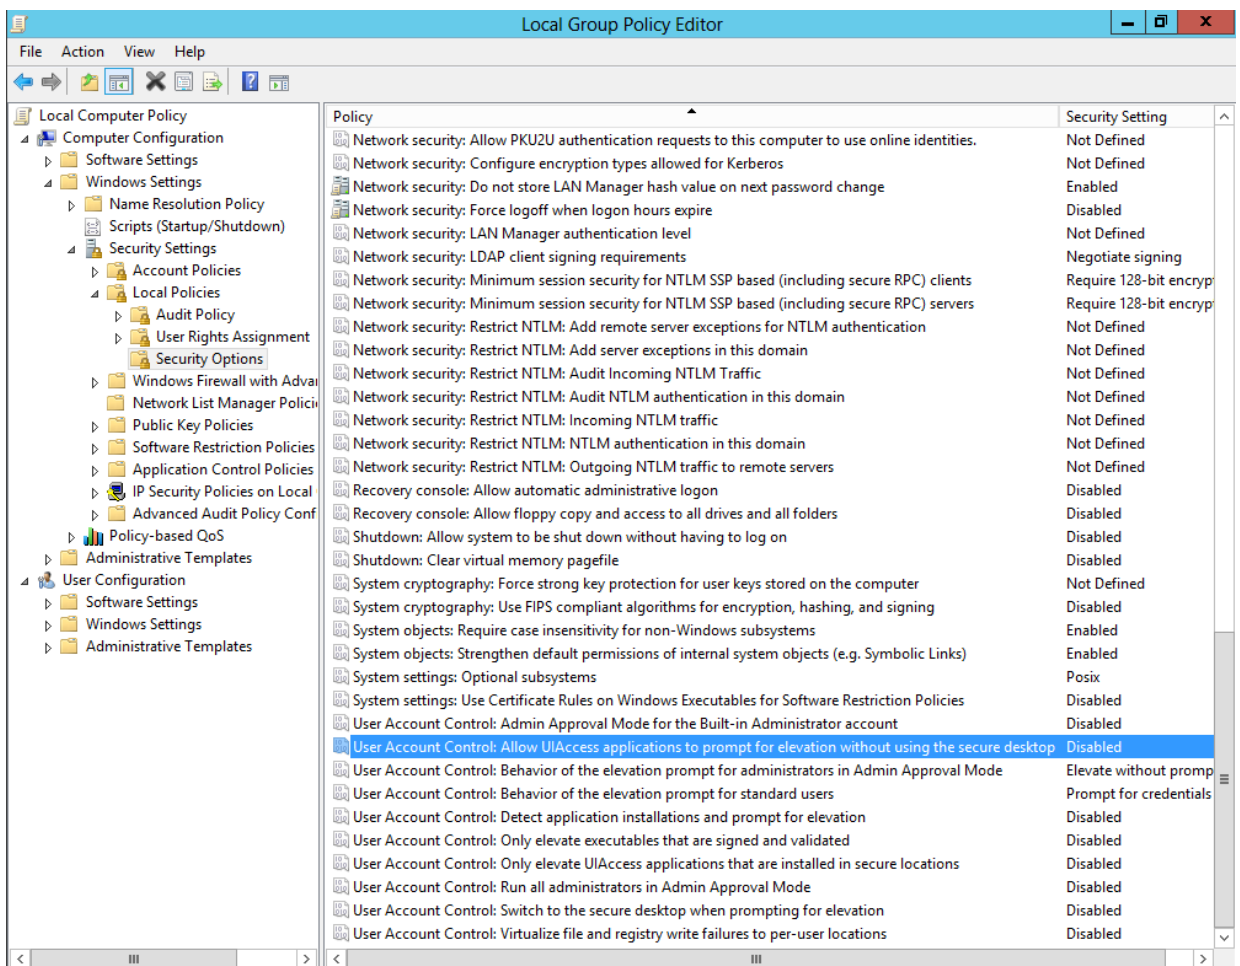 Local Group Policy Editor
File Action View Help
Local Computer Policy
Computer Configuration
Software Settings
Windows Settings
Name Resolution Policy
Scripts (Startup/Shutdown)
Security Settings
Account Policies
Local Policies
Audit Policy
User Rights Assignment
Security Options
Windows Firewall with Advai
Network List Manager Polici
Public Key Policies
Software Restriction Policies
Application Control Policies
IP Security Policies on Local
Advanced Audit Policy Conf
Policy-based QoS
Administrative Templates
User Configuration
Software Settings
Windows Settings
Administrative Templates
Policy Security Setting
Network security: Allow PKU2U authentication requests to this computer to use online identities. Not Defined
Network security: Configure encryption types allowed for Kerberos Not Defined
Network security: Do not store LAN Manager hash value on next password change Enabled
Network security: Force logoff when logon hours expire Disabled
Network security: LAN Manager authentication level Not Defined
Network security: LDAP client signing requirements Negotiate signing
Network security: Minimum session security for NTLM SSP based (including secure RPC) clients Require 128-bit encryp
Network security: Minimum session security for NTLM SSP based (including secure RPC) servers Require 128-bit encryp
Network security: Restrict NTLM: Add remote server exceptions for NTLM authentication Not Defined
Network security: Restrict NTLM: Add server exceptions in this domain Not Defined
Network security: Restrict NTLM: Audit Incoming NTLM Traffic Not Defined
Network security: Restrict NTLM: Audit NTLM authentication in this domain Not Defined
Network security: Restrict NTLM: Incoming NTLM traffic Not Defined
Network security: Restrict NTLM: NTLM authentication in this domain Not Defined
Network security: Restrict NTLM: Outgoing NTLM traffic to remote servers Not Defined
Recovery console: Allow automatic administrative logon Disabled
Recovery console: Allow floppy copy and access to all drives and all folders Disabled
Shutdown: Allow system to be shut down without having to log on Disabled
Shutdown: Clear virtual memory pagefile Disabled
System cryptography: Force strong key protection for user keys stored on the computer Not Defined
System cryptography: Use FIPS compliant algorithms for encryption, hashing, and signing Disabled
System objects: Require case insensitivity for non-Windows subsystems Enabled
System objects: Strengthen default permissions of internal system objects (e.g. Symbolic Links) Enabled
System settings: Optional subsystems Posix
System settings: Use Certificate Rules on Windows Executables for Software Restriction Policies Disabled
User Account Control: Admin Approval Mode for the Built-in Administrator account Disabled
User Account Control: Allow UIAccess applications to prompt for elevation without using the secure desktop Disabled
User Account Control: Behavior of the elevation prompt for administrators in Admin Approval Mode Elevate without promp
User Account Control: Behavior of the elevation prompt for standard users Prompt for credentials
User Account Control: Detect application installations and prompt for elevation Disabled
User Account Control: Only elevate executables that are signed and validated Disabled
User Account Control: Only elevate UIAccess applications that are installed in secure locations Disabled
User Account Control: Run all administrators in Admin Approval Mode Disabled
User Account Control: Switch to the secure desktop when prompting for elevation Disabled
User Account Control: Virtualize file and registry write failures to per-user locations Disabled